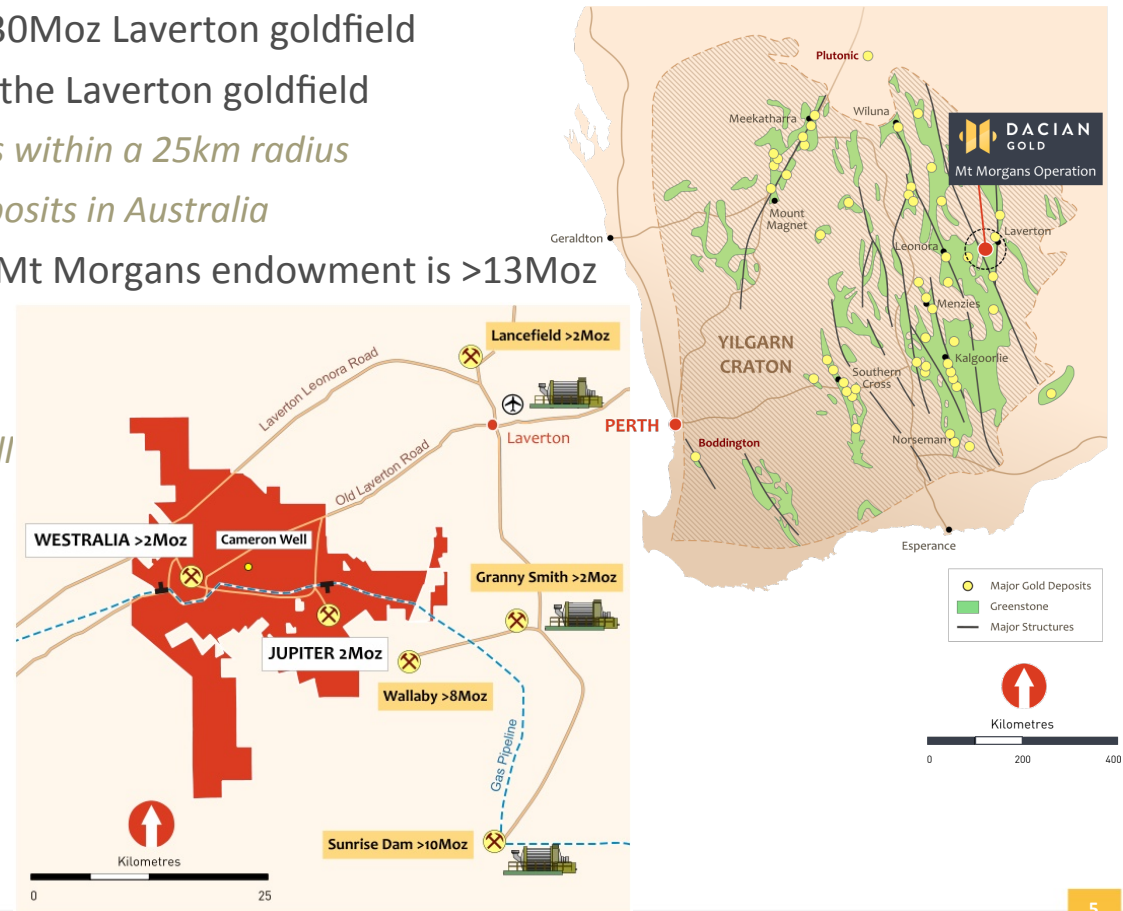 30Moz Laverton goldfield
the Laverton goldfield
s within a 25km radius
posits in Australia
Mt Morgans endowment is >13Moz
ll
Lancefield >2Moz
Laverton Leonora Road
Laverton
Old Laverton Road
WESTRALIA >2Moz
Cameron Well
Granny Smith >2Moz
JUPITER 2Moz
Wallaby >8Moz
Gas Pipeline
Sunrise Dam >10Moz
Kilometres
0 25
Plutonic
Meekatharra
Wiluna
DACIAN
GOLD
Mt Morgans Operation
Mount
Magnet
Geraldton
Leonora
Laverton
Menzies
YILGARN
CRATON
Kalgoorlie
Southern
Cross
PERTH
Boddington
Norseman
Esperance
Major Gold Deposits
Greenstone
Major Structures
Kilometres
0 200 400
5